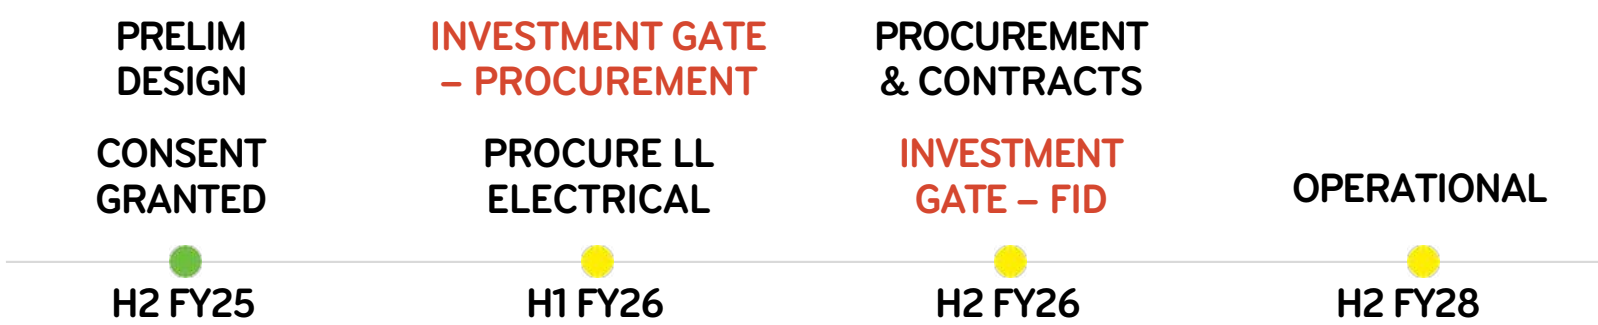 PRELIM
DESIGN
CONSENT
GRANTED
H2 FY25
INVESTMENT GATE
– PROCUREMENT
PROCURE LL
ELECTRICAL
H1 FY26
PROCUREMENT
& CONTRACTS
INVESTMENT
GATE – FID
H2 FY26
OPERATIONAL
H2 FY28